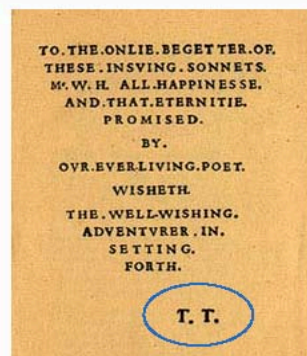 TO.THE.ONLIE.BEGETTER.OF.
THESE.INSVING.SONNETS.
Mr.W.H. ALL.HAPPINESSE.
AND.THAT.ETERNITIE.
PROMISED.
BY.
OVR.EVER-LIVING.POET.
WISHETH.
THE.WELL-WISHING.
ADVENTVRER.IN.
SETTING.
FORTH.
T. T.